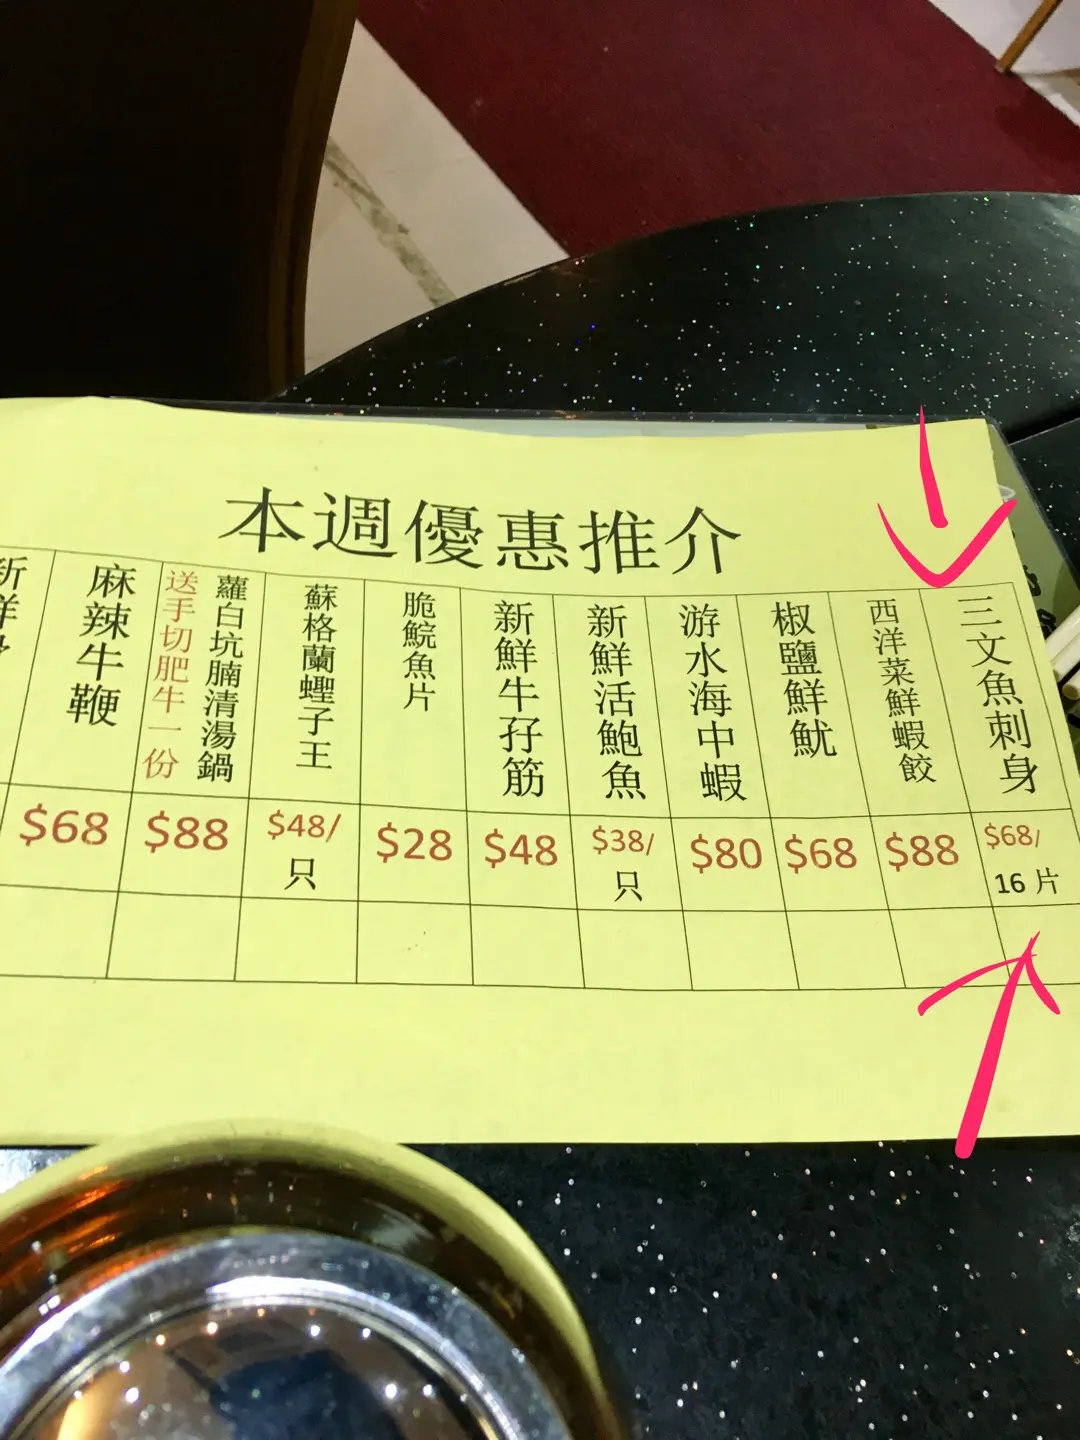 本週優惠推介
三文魚刺身
$68/
16 片
西洋菜鮮蝦餃
$88
椒鹽鮮魷
$68
游水海中蝦
$80
新鮮活鮑魚
$38/
只
新鮮牛孖筋
$48
脆鯇魚片
$28
蘇格蘭蟶子王
$48/
只
蘿白坑腩清湯鍋
送手切肥牛一份
$88
麻辣牛鞭
$68
新鮮